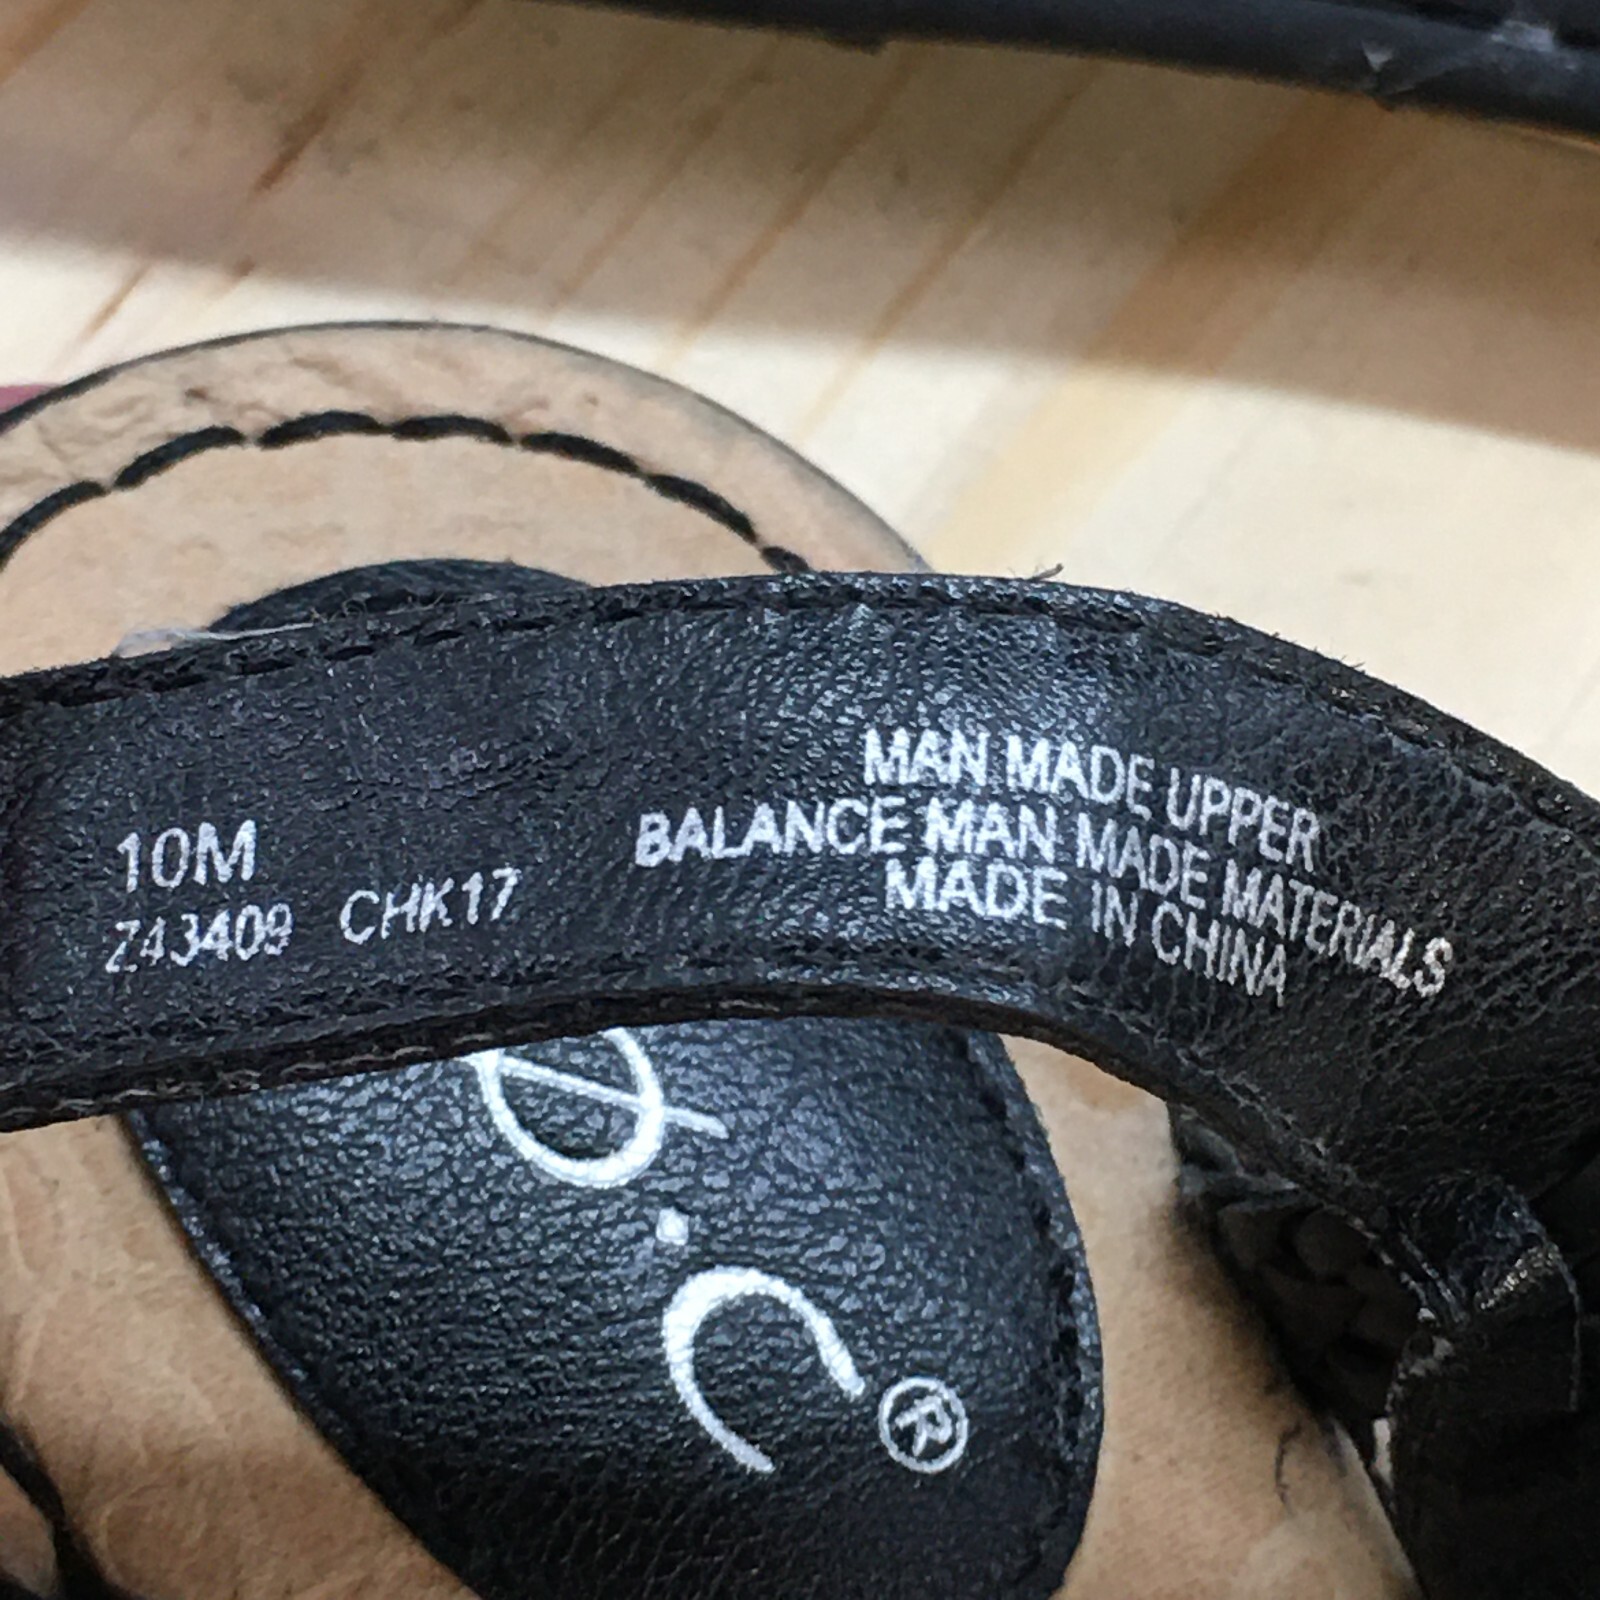 10M
Z43409 CHK17
MAN MADE UPPER
BALANCE MAN MADE MATERIALS
MADE IN CHINA
ø.c®